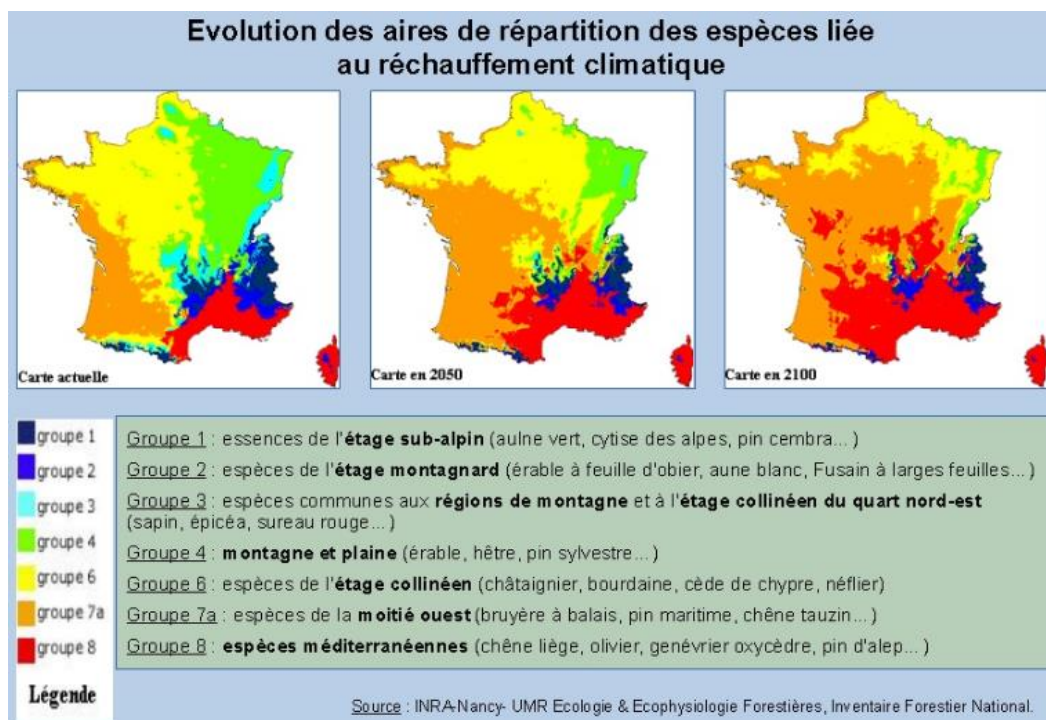 Evolution des aires de répartition des espèces liée
au réchauffement climatique
Carte actuelle
Carte en 2050
Carte en 2100
groupe 1
groupe 2
groupe 3
groupe 4
groupe 6
groupe 7a
groupe 8
Légende
Groupe 1 : essences de l'étage sub-alpin (aulne vert, cytise des alpes, pin cembra...)
Groupe 2 : espèces de l'étage montagnard (érable à feuille d'obier, aune blanc, Fusain à larges feuilles...)
Groupe 3 : espèces communes aux régions de montagne et à l'étage collinéen du quart nord-est
(sapin, épicéa, sureau rouge...)
Groupe 4 : montagne et plaine (érable, hêtre, pin sylvestre...)
Groupe 6 : espèces de l'étage collinéen (châtaignier, bourdaine, cède de chypre, néflier)
Groupe 7a : espèces de la moitié ouest (bruyère à balais, pin maritime, chêne tauzin...)
Groupe 8 : espèces méditerranéennes (chêne liège, olivier, genévrier oxycèdre, pin d'alep...)
Source : INRA-Nancy- UMR Ecologie & Ecophysiologie Forestières, Inventaire Forestier National.